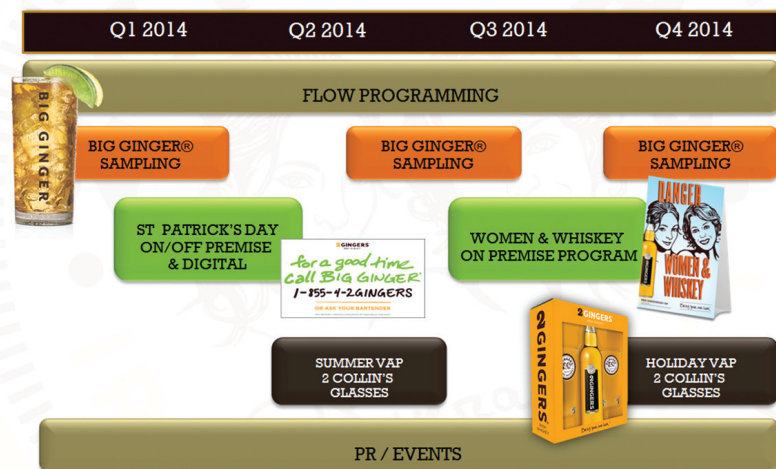 Q1 2014
Q2 2014
Q3 2014
Q4 2014
FLOW PROGRAMMING
BIG GINGER
BIG GINGER®
SAMPLING
BIG GINGER®
SAMPLING
BIG GINGER®
SAMPLING
ST PATRICK'S DAY
ON/OFF PREMISE
& DIGITAL
2GINGERS
for a good time
call BIG GINGER
1-855-4-2GINGERS
OR ASK YOUR BARTENDER
WOMEN & WHISKEY
ON PREMISE PROGRAM
DANGER
WOMEN &
WHISKEY
SUMMER VAP
2 COLLIN'S
GLASSES
2GINGERS
2GINGERS
2GINGERS
HOLIDAY VAP
2 COLLIN'S
GLASSES
PR / EVENTS